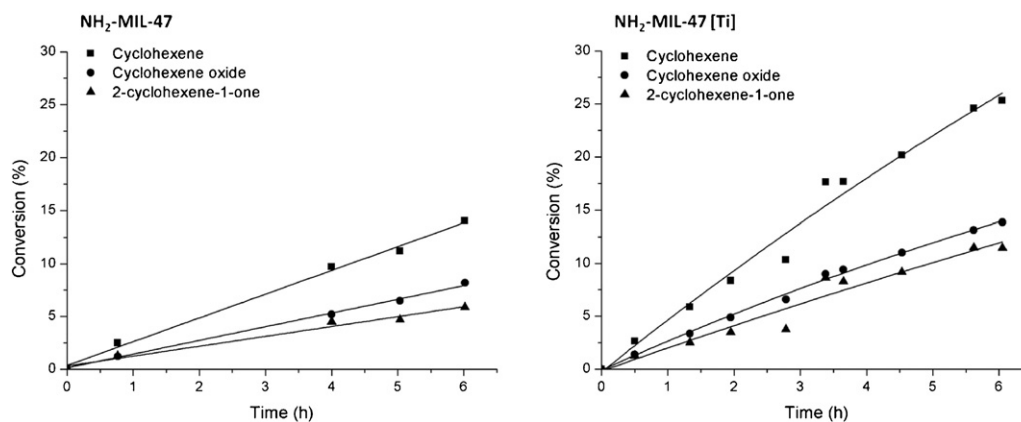 NH₂-MIL-47
Cyclohexene
Cyclohexene oxide
2-cyclohexene-1-one
Conversion (%)
30
25
20
15
10
5
0
0 1 2 3 4 5 6
Time (h)
NH₂-MIL-47 [Ti]
Cyclohexene
Cyclohexene oxide
2-cyclohexene-1-one
Conversion (%)
30
25
20
15
10
5
0
0 1 2 3 4 5 6
Time (h)